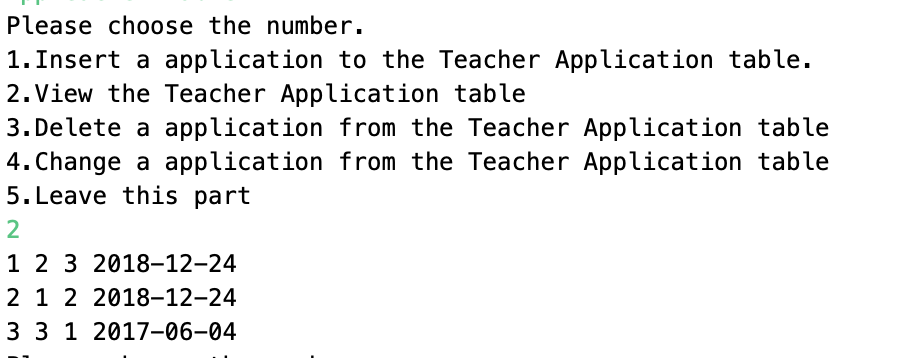 Please choose the number.
1.Insert a application to the Teacher Application table.
2.View the Teacher Application table
3.Delete a application from the Teacher Application table
4.Change a application from the Teacher Application table
5.Leave this part
2
1 2 3 2018-12-24
2 1 2 2018-12-24
3 3 1 2017-06-04